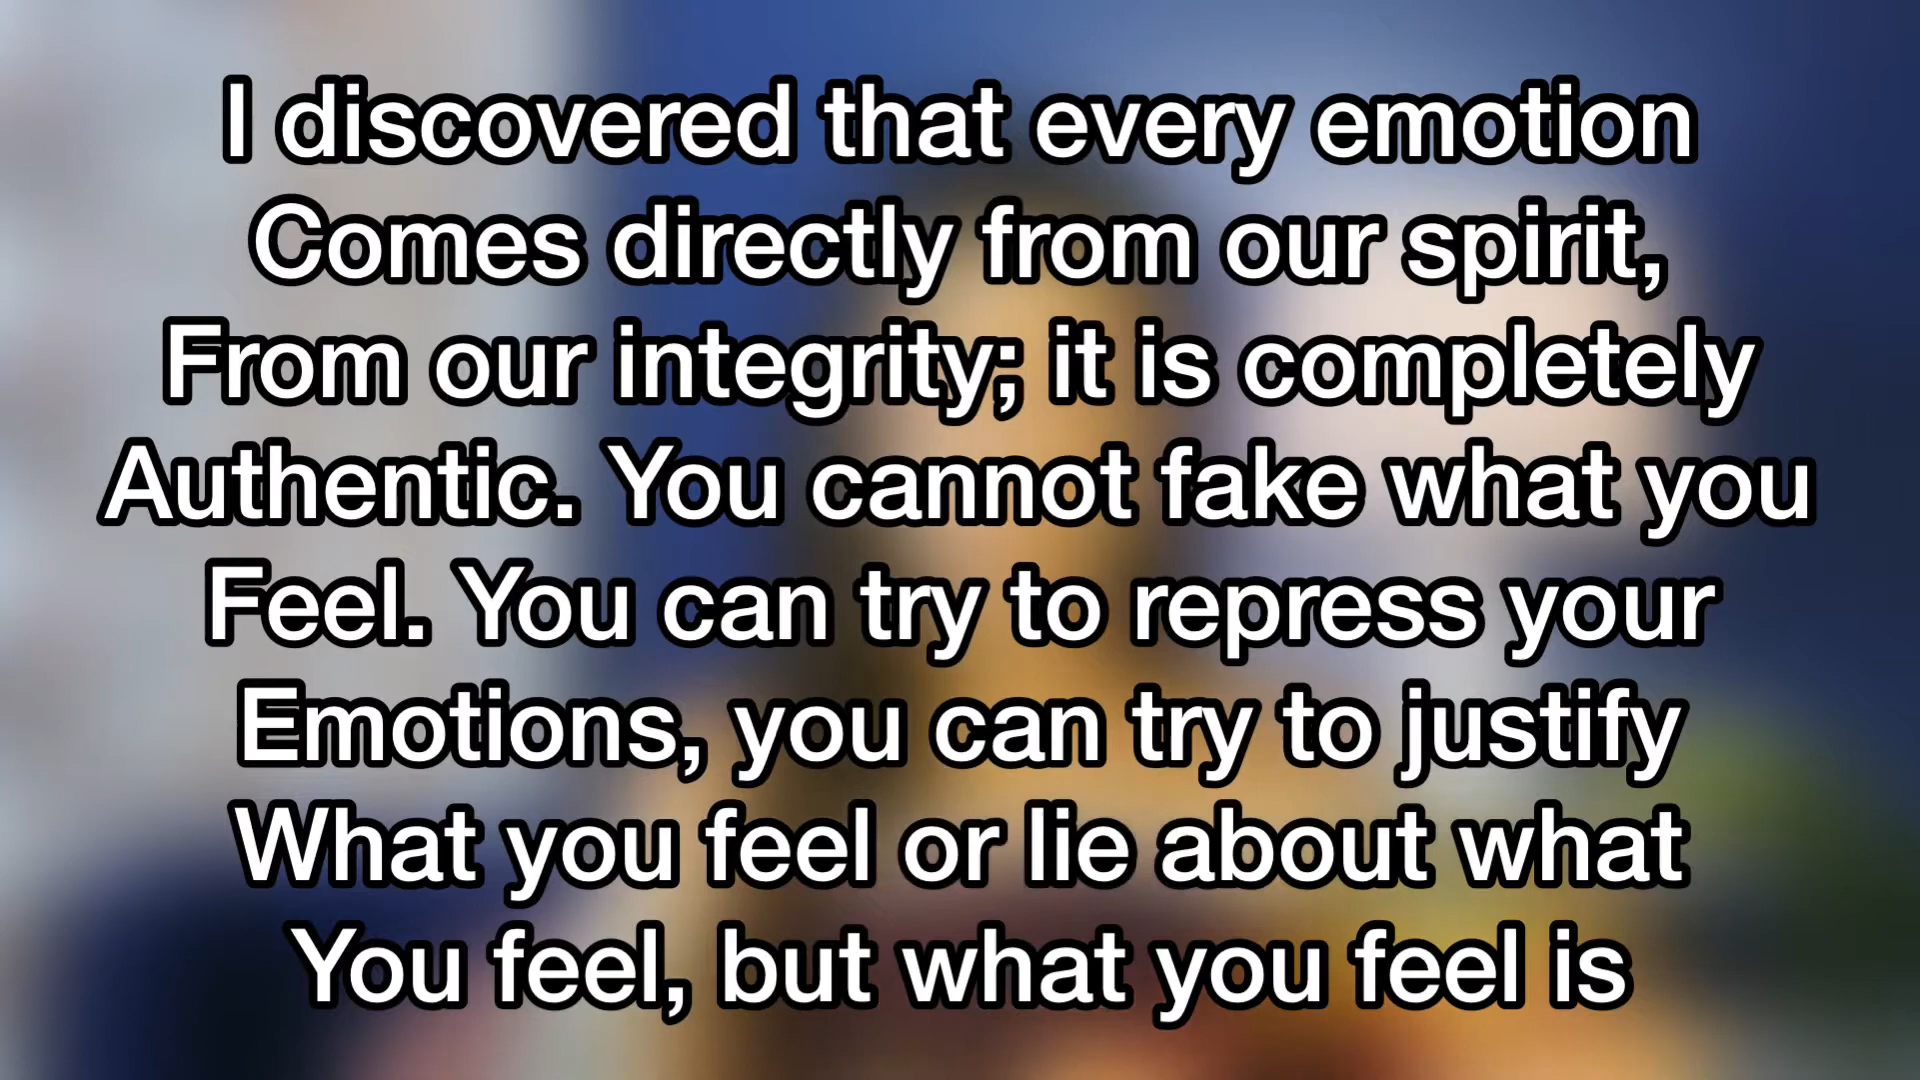 I discovered that every emotion
Comes directly from our spirit,
From our integrity; it is completely
Authentic. You cannot fake what you
Feel. You can try to repress your
Emotions, you can try to justify
What you feel or lie about what
You feel, but what you feel is